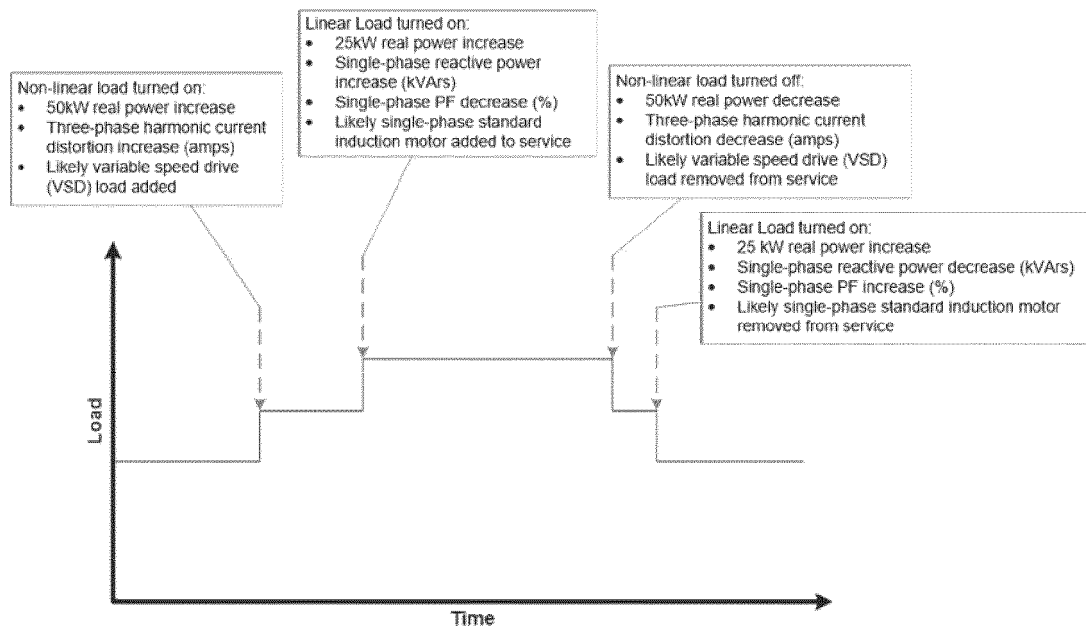 Non-linear load turned on:
• 50kW real power increase
• Three-phase harmonic current
distortion increase (amps)
• Likely variable speed drive
(VSD) load added
Linear Load turned on:
• 25kW real power increase
• Single-phase reactive power
increase (kVArs)
• Single-phase PF decrease (%)
• Likely single-phase standard
induction motor added to service
Non-linear load turned off:
• 50kW real power decrease
• Three-phase harmonic current
distortion decrease (amps)
• Likely variable speed drive (VSD)
load removed from service
Linear Load turned on:
• 25 kW real power increase
• Single-phase reactive power decrease (kVArs)
• Single-phase PF increase (%)
• Likely single-phase standard induction motor
removed from service
Load
Time